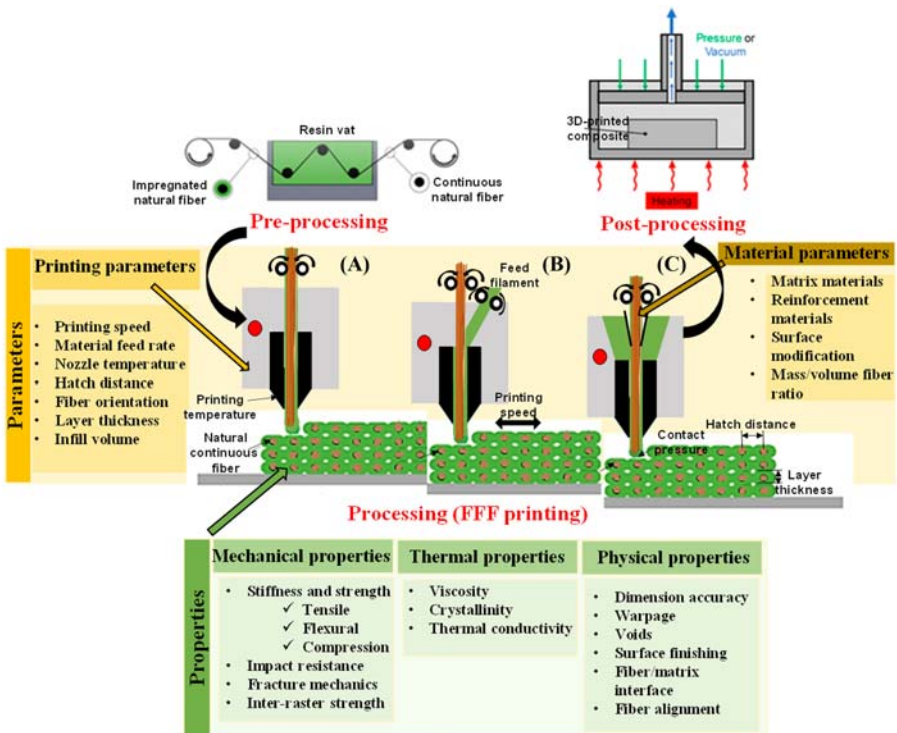 Pressure or
Vacuum
3D-printed
composite
Heating
Post-processing
Resin vat
Impregnated
natural fiber
Continuous
natural fiber
Pre-processing
Parameters
Printing parameters
• Printing speed
• Material feed rate
• Nozzle temperature
• Hatch distance
• Fiber orientation
• Layer thickness
• Infill volume
(A)
(B)
(C)
Feed
filament
Printing
temperature
Natural
continuous
fiber
Printing
speed
Contact
pressure
Hatch distance
Layer
thickness
Material parameters
• Matrix materials
• Reinforcement
materials
• Surface
modification
• Mass/volume fiber
ratio
Processing (FFF printing)
Properties
Mechanical properties
• Stiffness and strength
✓ Tensile
✓ Flexural
✓ Compression
• Impact resistance
• Fracture mechanics
• Inter-raster strength
Thermal properties
• Viscosity
• Crystallinity
• Thermal conductivity
Physical properties
• Dimension accuracy
• Warpage
• Voids
• Surface finishing
• Fiber/matrix
interface
• Fiber alignment